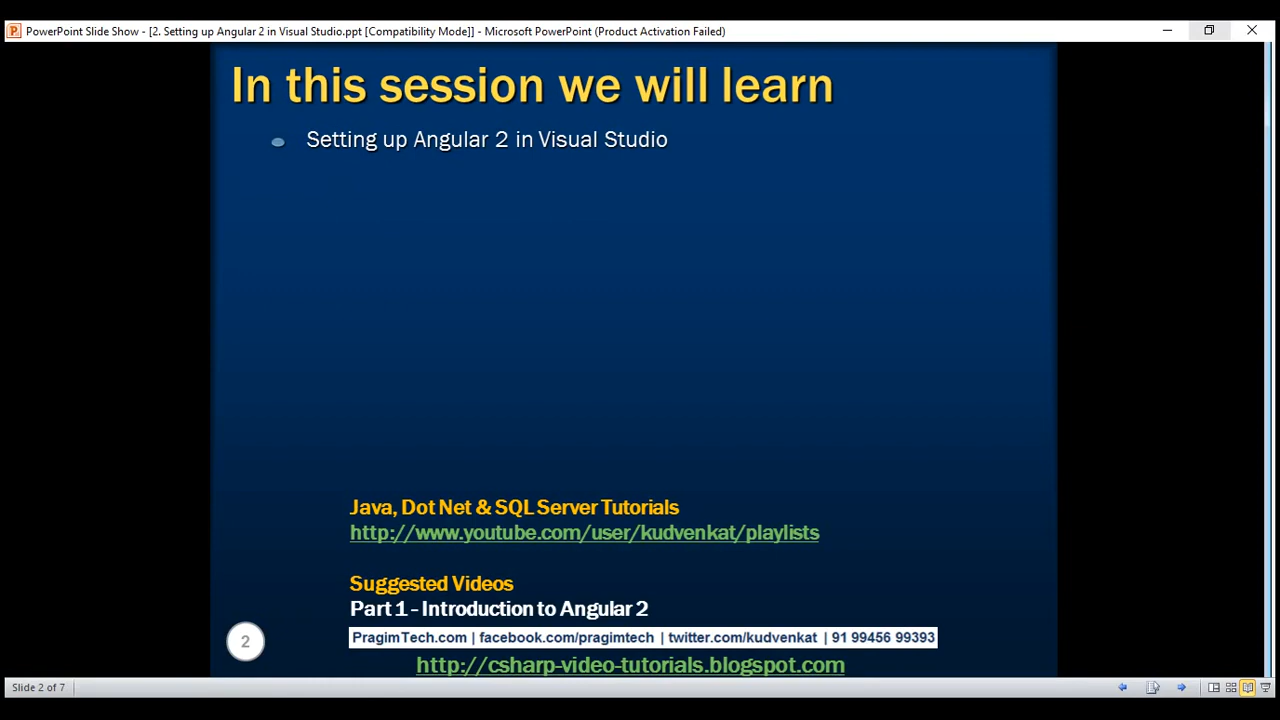 PowerPoint Slide Show - [2. Setting up Angular 2 in Visual Studio.ppt [Compatibility Mode]] - Microsoft PowerPoint (Product Activation Failed)
In this session we will learn
Setting up Angular 2 in Visual Studio
Java, Dot Net & SQL Server Tutorials
http://www.youtube.com/user/kudvenkat/playlists
Suggested Videos
Part 1 - Introduction to Angular 2
PragimTech.com | facebook.com/pragimtech | twitter.com/kudvenkat | 91 99456 99393
2
http://csharp-video-tutorials.blogspot.com
Slide 2 of 7